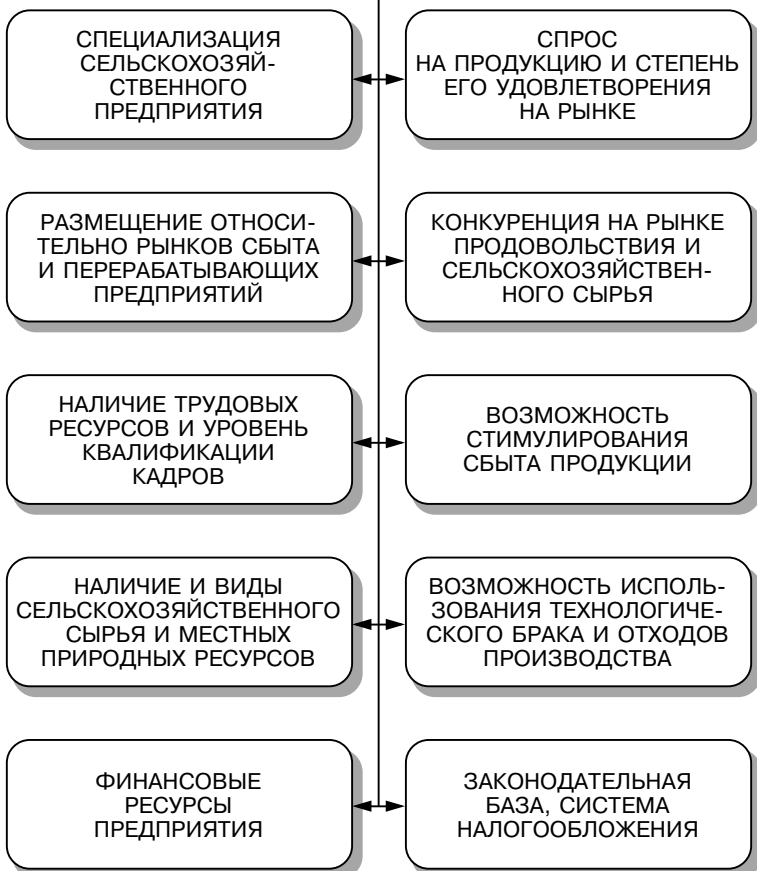 СПЕЦИАЛИЗАЦИЯ
СЕЛЬСКОХОЗЯЙ-
СТВЕННОГО
ПРЕДПРИЯТИЯ
СПРОС
НА ПРОДУКЦИЮ И СТЕПЕНЬ
ЕГО УДОВЛЕТВОРЕНИЯ
НА РЫНКЕ
РАЗМЕЩЕНИЕ ОТНОСИ-
ТЕЛЬНО РЫНКОВ СБЫТА
И ПЕРЕРАБАТЫВАЮЩИХ
ПРЕДПРИЯТИЙ
КОНКУРЕНЦИЯ НА РЫНКЕ
ПРОДОВОЛЬСТВИЯ И
СЕЛЬСКОХОЗЯЙСТВЕН-
НОГО СЫРЬЯ
НАЛИЧИЕ ТРУДОВЫХ
РЕСУРСОВ И УРОВЕНЬ
КВАЛИФИКАЦИИ
КАДРОВ
ВОЗМОЖНОСТЬ
СТИМУЛИРОВАНИЯ
СБЫТА ПРОДУКЦИИ
НАЛИЧИЕ И ВИДЫ
СЕЛЬСКОХОЗЯЙСТВЕННОГО
СЫРЬЯ И МЕСТНЫХ
ПРИРОДНЫХ РЕСУРСОВ
ВОЗМОЖНОСТЬ ИСПОЛЬ-
ЗОВАНИЯ ТЕХНОЛОГИЧЕ-
СКОГО БРАКА И ОТХОДОВ
ПРОИЗВОДСТВА
ФИНАНСОВЫЕ
РЕСУРСЫ
ПРЕДПРИЯТИЯ
ЗАКОНОДАТЕЛЬНАЯ
БАЗА, СИСТЕМА
НАЛОГООБЛОЖЕНИЯ